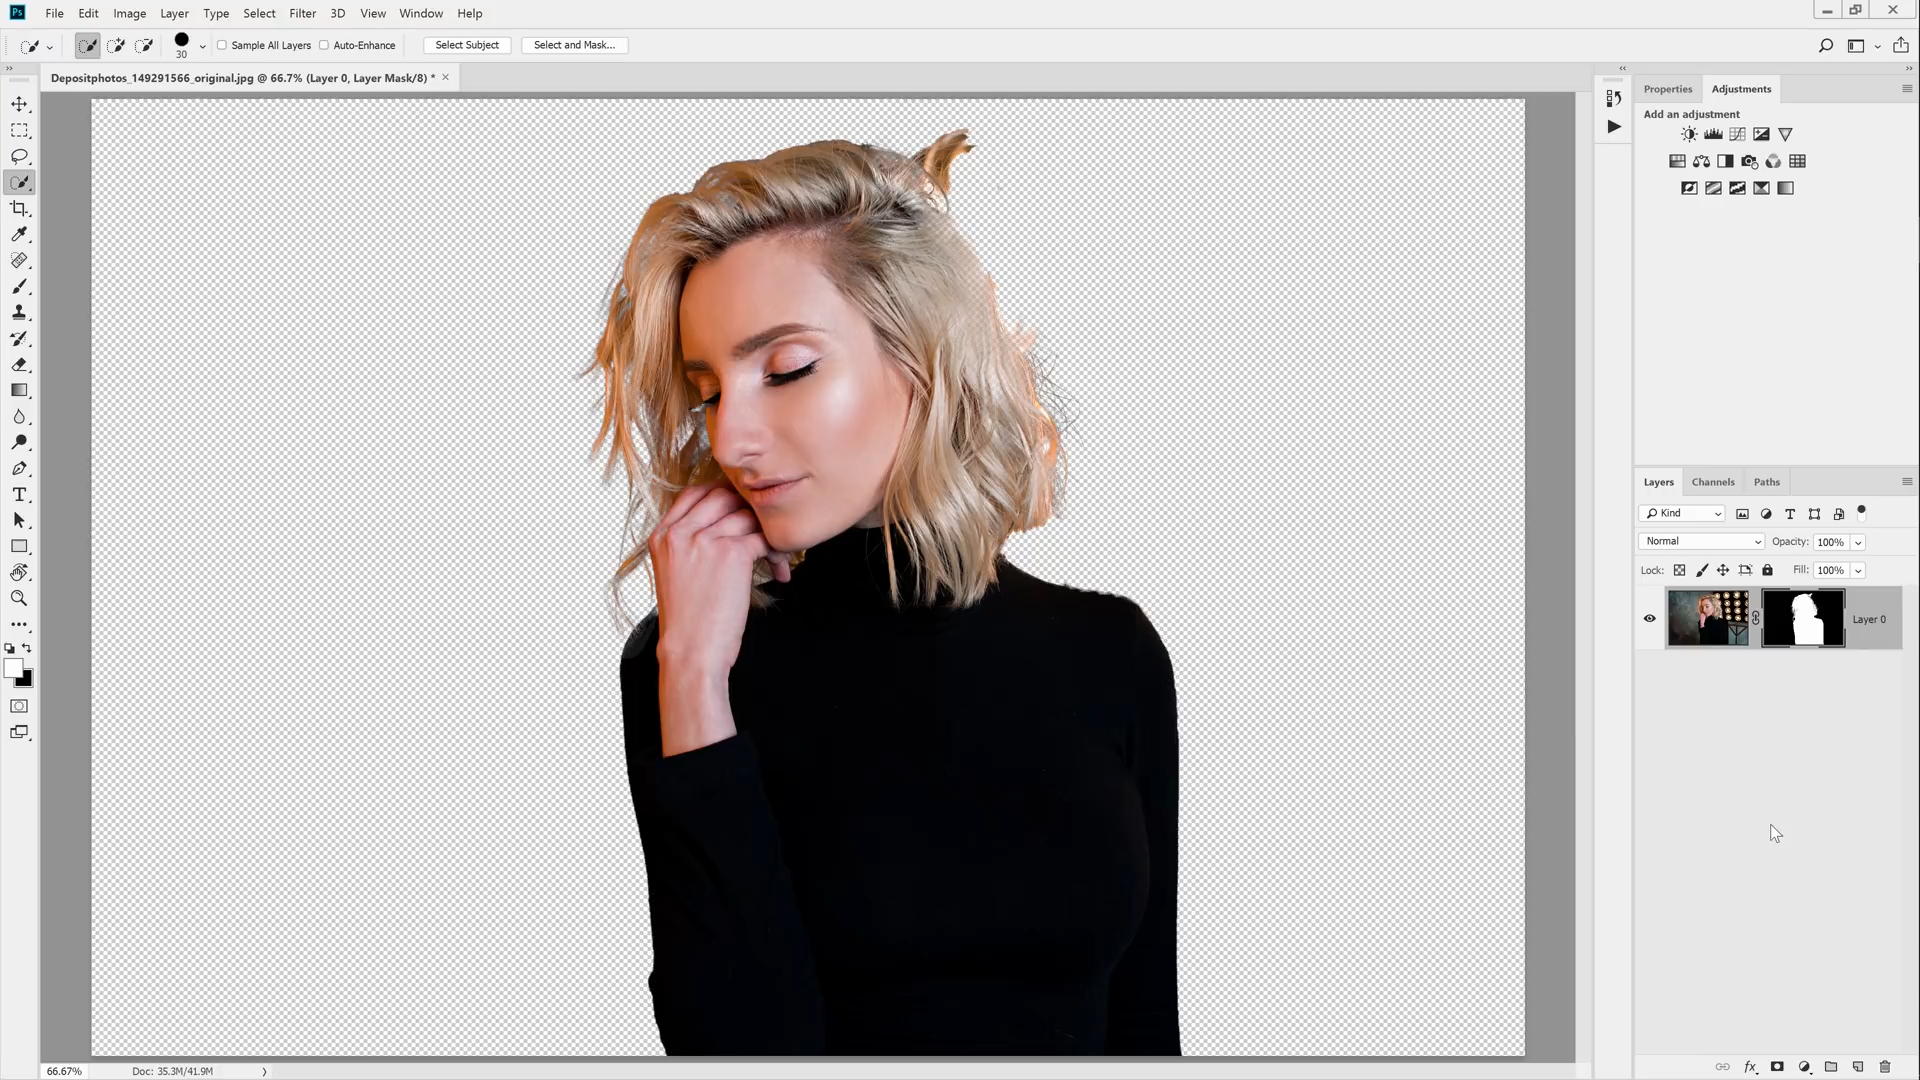 Ps File Edit Image Layer Type Select Filter 3D View Window Help
30 Sample All Layers Auto-Enhance Select Subject Select and Mask...
Depositphotos_149291566_original.jpg @ 66.7% (Layer 0, Layer Mask/8) *
Properties Adjustments
Add an adjustment
Layers Channels Paths
Kind
Normal Opacity: 100%
Lock: Fill: 100%
Layer 0
fx
66.67% Doc: 35.3M/41.9M